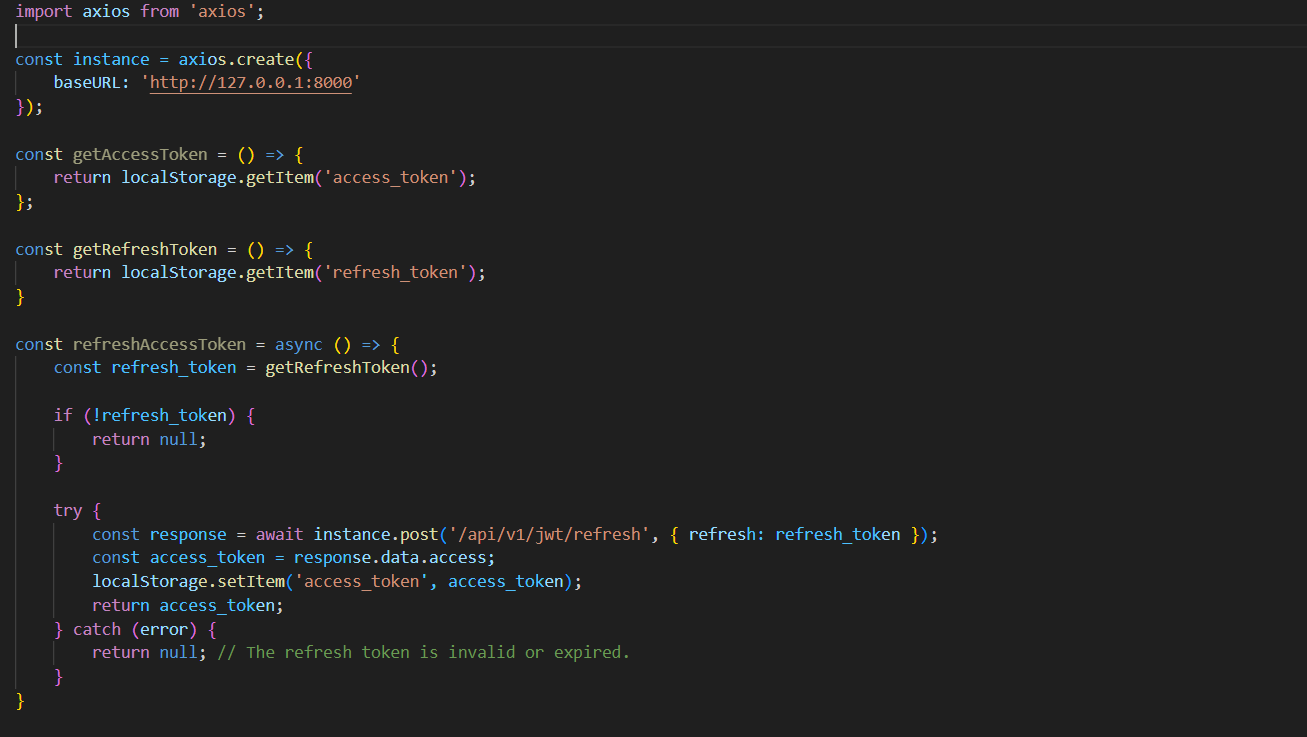 import axios from 'axios';
const instance = axios.create({
    baseURL: 'http://127.0.0.1:8000'
});
const getAccessToken = () => {
    return localStorage.getItem('access_token');
};
const getRefreshToken = () => {
    return localStorage.getItem('refresh_token');
}
const refreshAccessToken = async () => {
    const refresh_token = getRefreshToken();
    if (!refresh_token) {
        return null;
    }
    try {
        const response = await instance.post('/api/v1/jwt/refresh', { refresh: refresh_token });
        const access_token = response.data.access;
        localStorage.setItem('access_token', access_token);
        return access_token;
    } catch (error) {
        return null; // The refresh token is invalid or expired.
    }
}